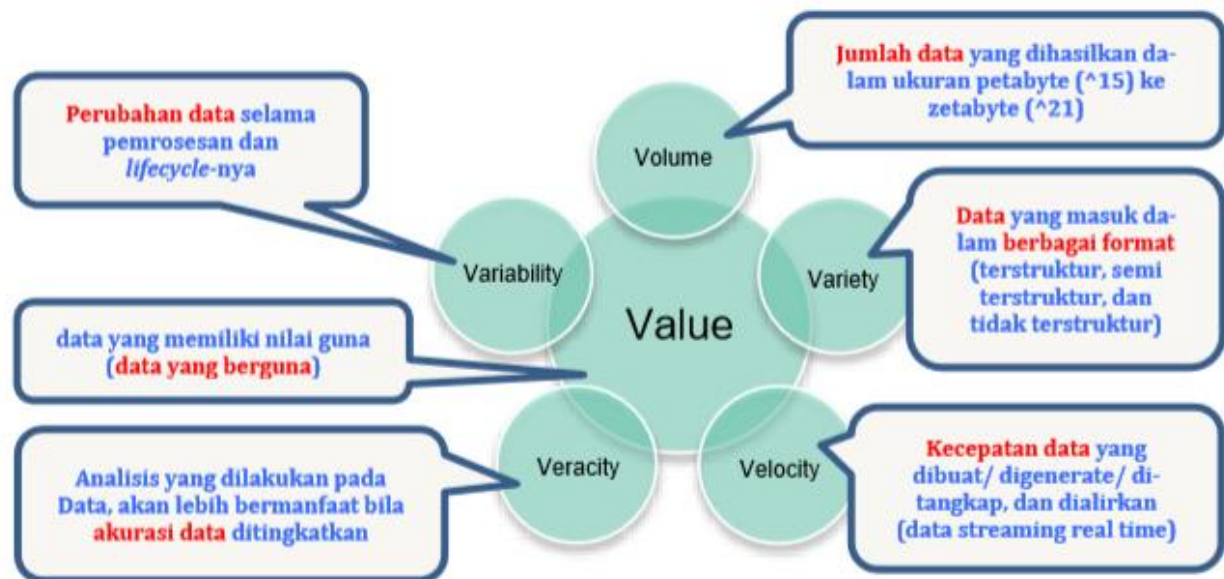 Jumlah data yang dihasilkan da-
lam ukuran petabyte (^15) ke
zetabyte (^21)
Perubahan data selama
pemrosesan dan
lifecycle-nya
Volume
Data yang masuk da-
lam berbagai format
(terstruktur, semi
terstruktur, dan
tidak terstruktur)
Variability
Variety
Value
data yang memiliki nilai guna
(data yang berguna)
Veracity
Velocity
Analisis yang dilakukan pada
Data, akan lebih bermanfaat bila
akurasi data ditingkatkan
Kecepatan data yang
dibuat/ digenerate/ di-
tangkap, dan dialirkan
(data streaming real time)